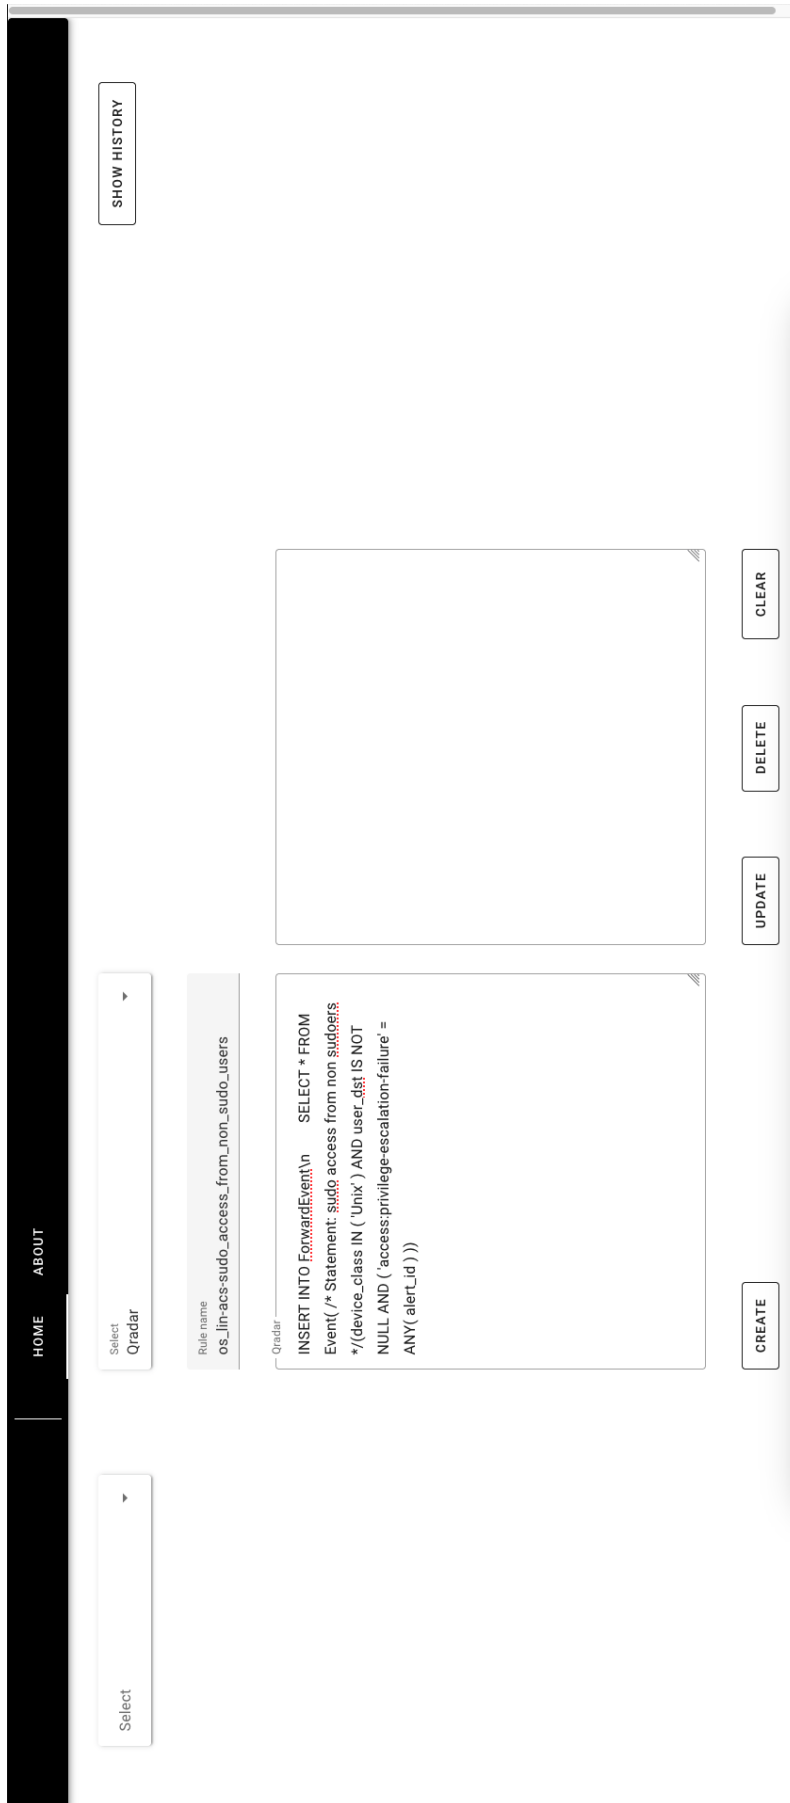 HOME ABOUT
Select
Select
Qradar
SHOW HISTORY
Rule name
os_lin-acs-sudo_access_from_non_sudo_users
Qradar
INSERT INTO ForwardEvent\n SELECT * FROM
Event( /* Statement: sudo access from non sudoers
*/(device_class IN ( 'Unix' ) AND user_dst IS NOT
NULL AND ( 'access:privilege-escalation-failure' =
ANY( alert_id ) ))
CREATE
UPDATE
DELETE
CLEAR